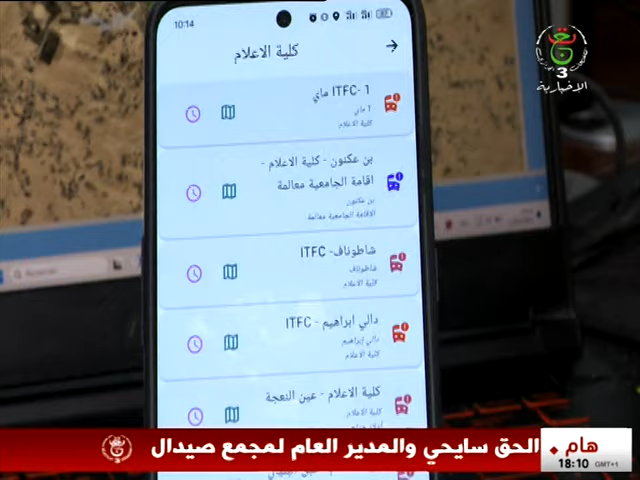 10:14
كلية الاعلام
3
الإخبارية
ITFC- 1 ماي
1 ماي
كلية الاعلام
بن عكنون - كلية الاعلام -
اقامة الجامعية معالمة
بن عكنون
الاقامة الجامعية معالمة
شاطوناف- ITFC
شاطوناف
كلية الاعلام
دالي ابراهيم - ITFC
دالي إبراهيم
كلية الاعلام
كلية الاعلام - عين النعجة
كلية الاعلام
هام
الحق سايحي والمدير العام لمجمع صيدال
3
18:10 GMT+1